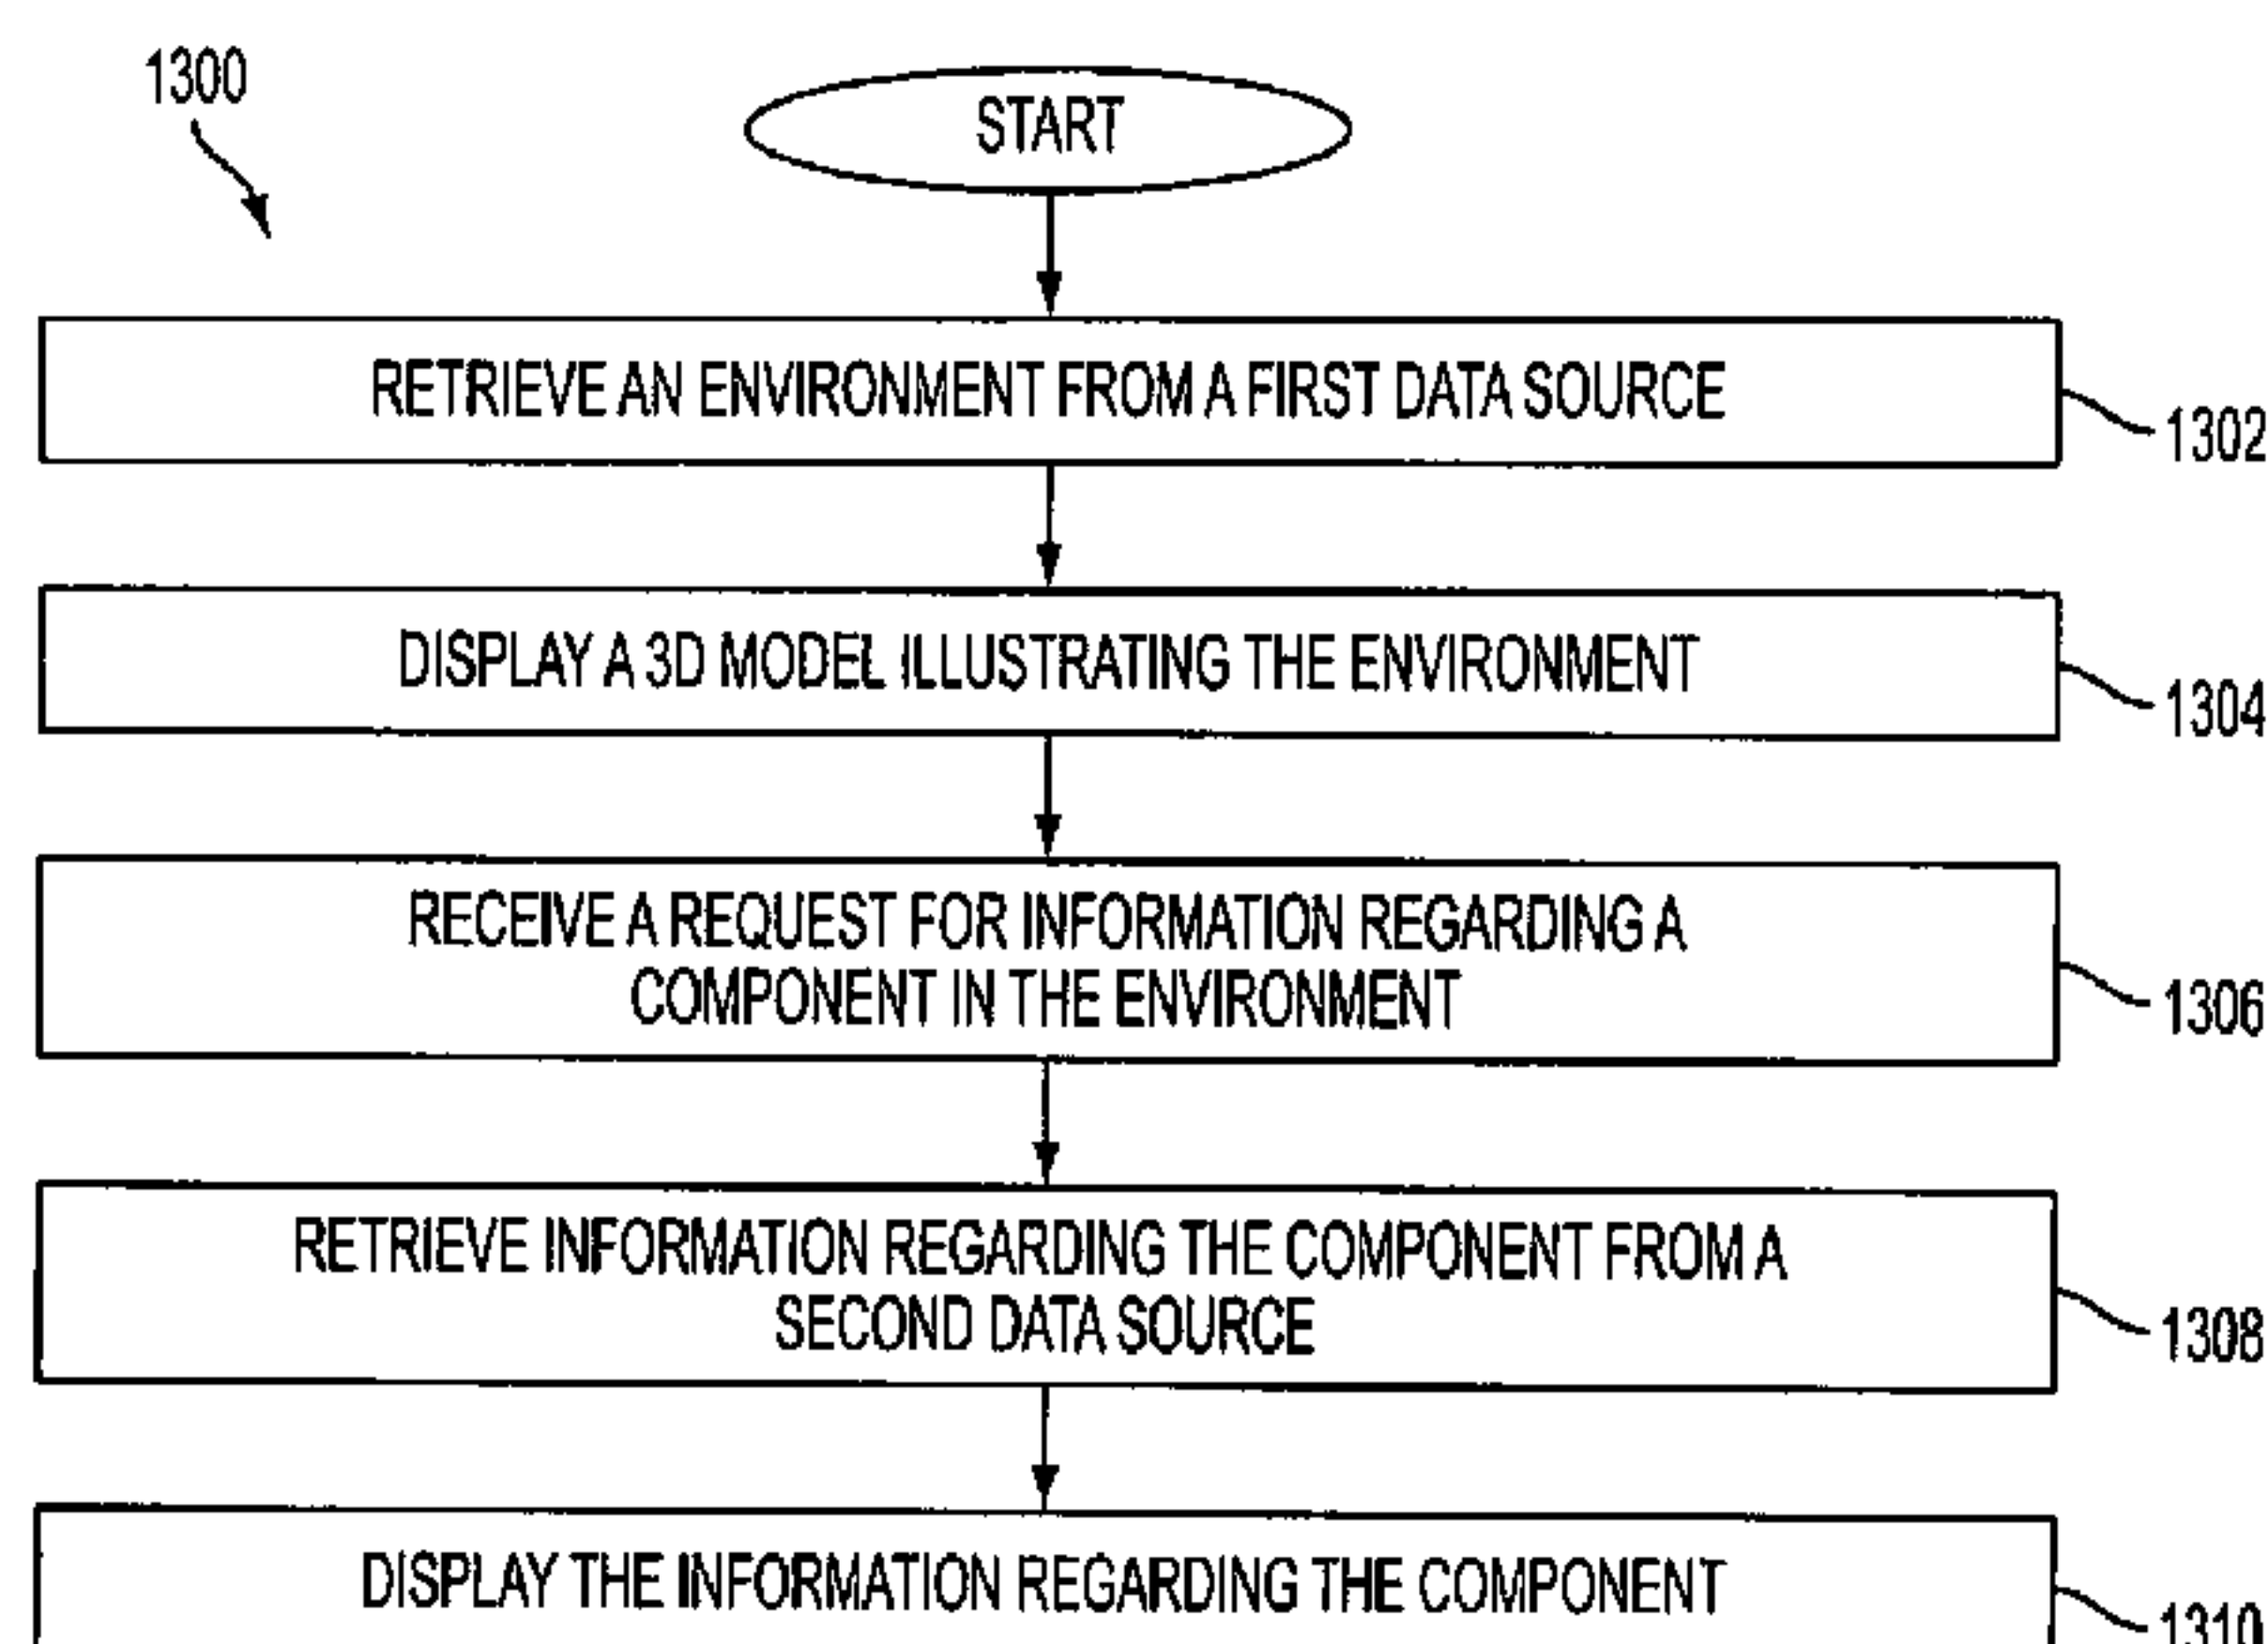 1300
START
RETRIEVE AN ENVIRONMENT FROM A FIRST DATA SOURCE
1302
DISPLAY A 3D MODEL ILLUSTRATING THE ENVIRONMENT
1304
RECEIVE A REQUEST FOR INFORMATION REGARDING A
COMPONENT IN THE ENVIRONMENT
1306
RETRIEVE INFORMATION REGARDING THE COMPONENT FROM A
SECOND DATA SOURCE
1308
DISPLAY THE INFORMATION REGARDING THE COMPONENT
1310